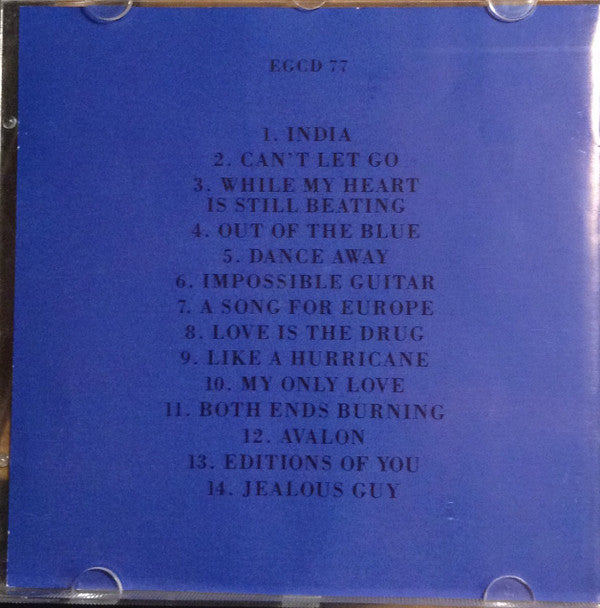 EGCD 77
1. INDIA
2. CAN'T LET GO
3. WHILE MY HEART
IS STILL BEATING
4. OUT OF THE BLUE
5. DANCE AWAY
6. IMPOSSIBLE GUITAR
7. A SONG FOR EUROPE
8. LOVE IS THE DRUG
9. LIKE A HURRICANE
10. MY ONLY LOVE
11. BOTH ENDS BURNING
12. AVALON
13. EDITIONS OF YOU
14. JEALOUS GUY